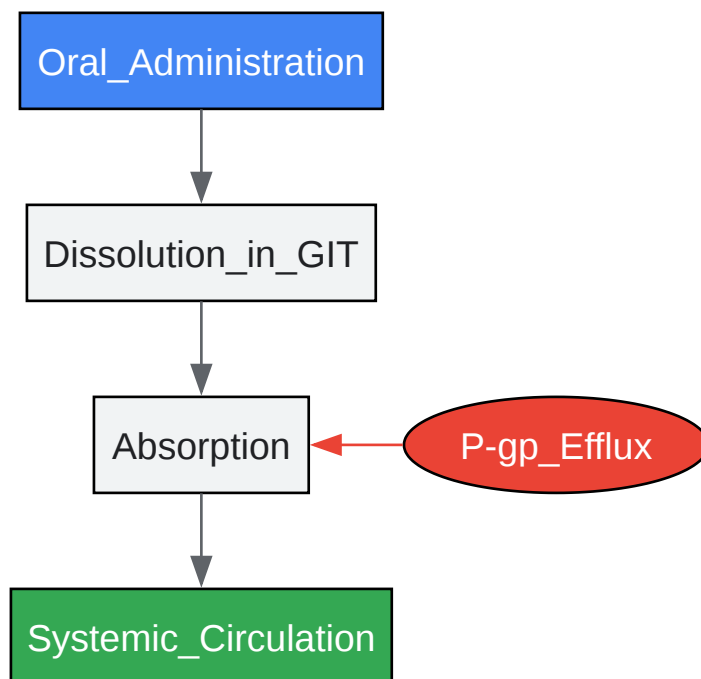 Oral_Administration
Dissolution_in_GIT
Absorption
P-gp_Efflux
Systemic_Circulation